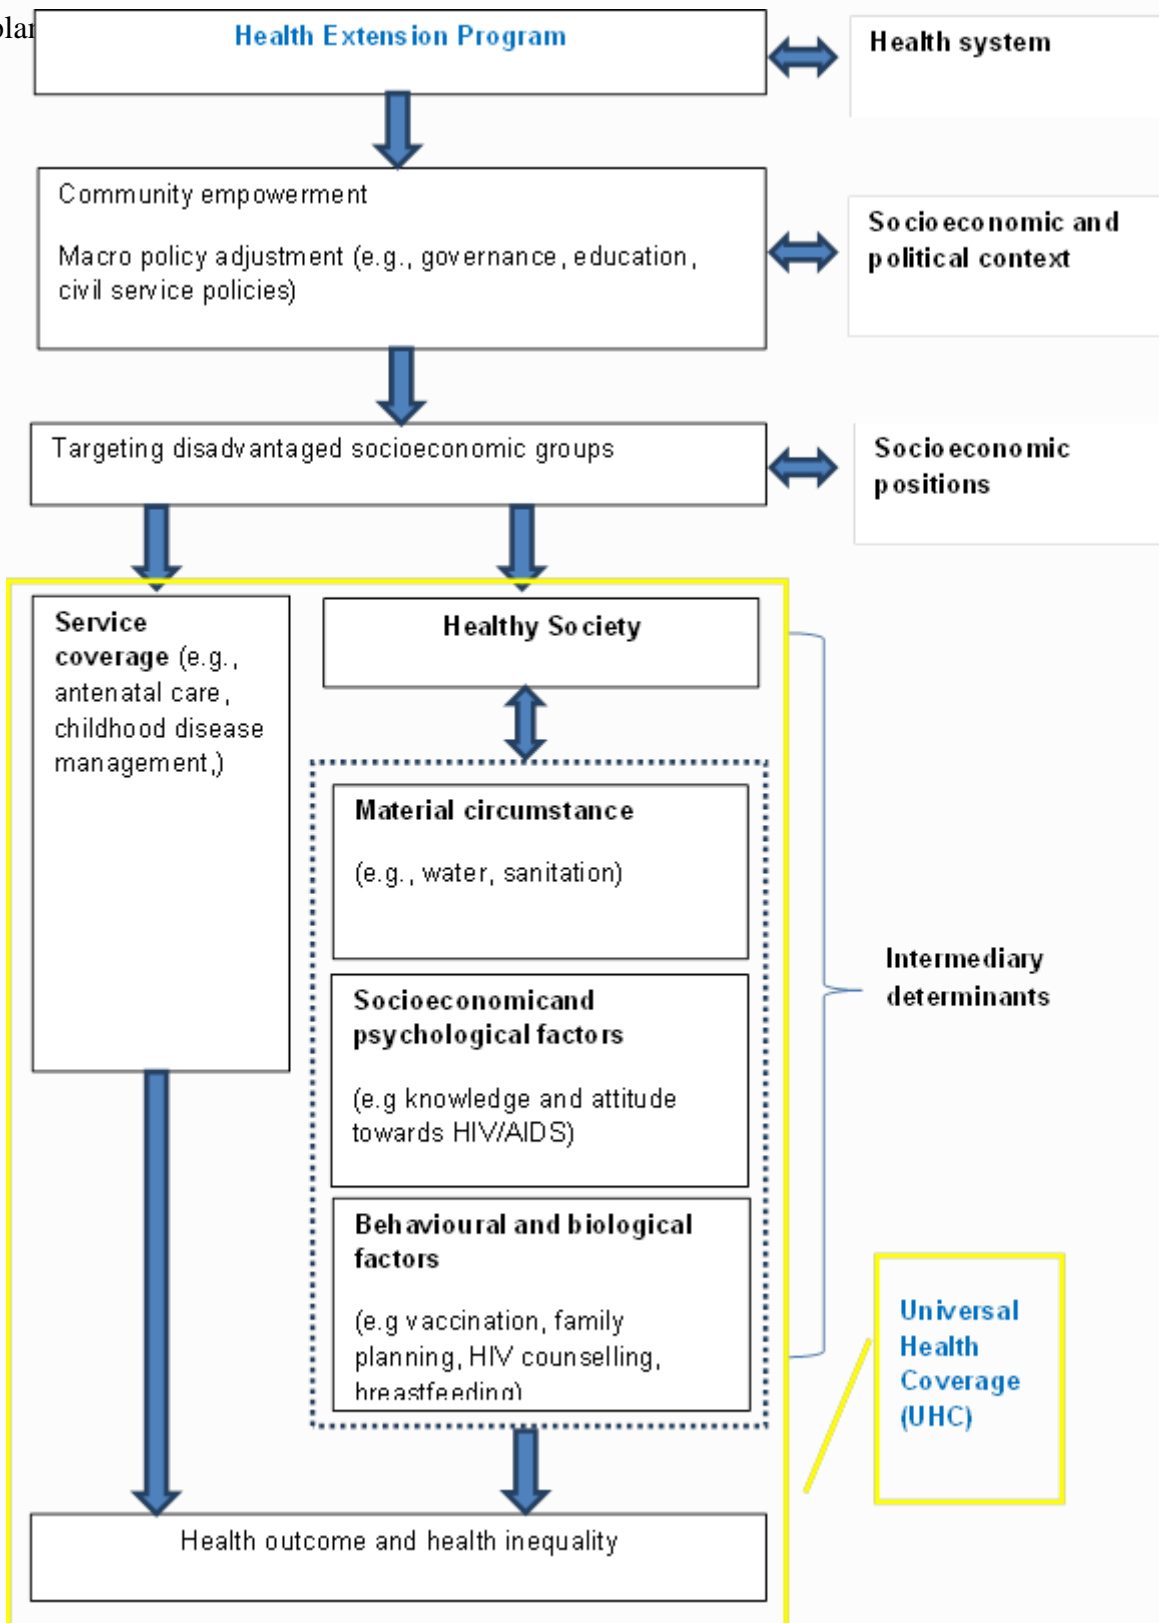 plan
Health Extension Program
Health system
Community empowerment
Macro policy adjustment (e.g., governance, education,
civil service policies)
Socioeconomic and
political context
Targeting disadvantaged socioeconomic groups
Socioeconomic
positions
Service
coverage (e.g.,
antenatal care,
childhood disease
management,)
Healthy Society
Material circumstance
(e.g., water, sanitation)
Socioeconomicand
psychological factors
(e.g knowledge and attitude
towards HIV/AIDS)
Behavioural and biological
factors
(e.g vaccination, family
planning, HIV counselling,
breastfeeding)
Intermediary
determinants
Universal
Health
Coverage
(UHC)
Health outcome and health inequality